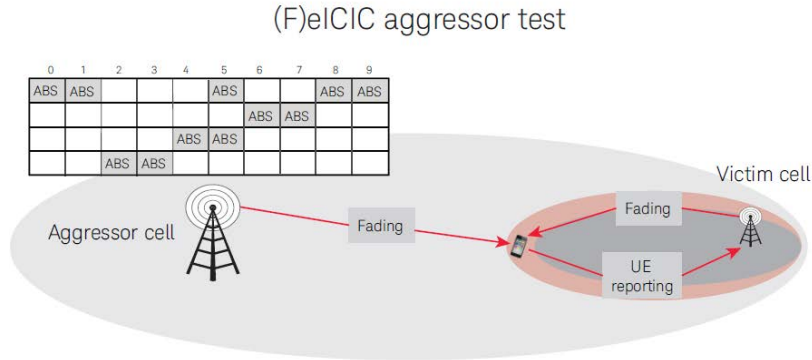 (F)eICIC aggressor test
0 1 2 3 4 5 6 7 8 9
ABS ABS ABS ABS ABS
ABS ABS
ABS ABS
ABS ABS
Victim cell
Aggressor cell
Fading
Fading
UE
reporting